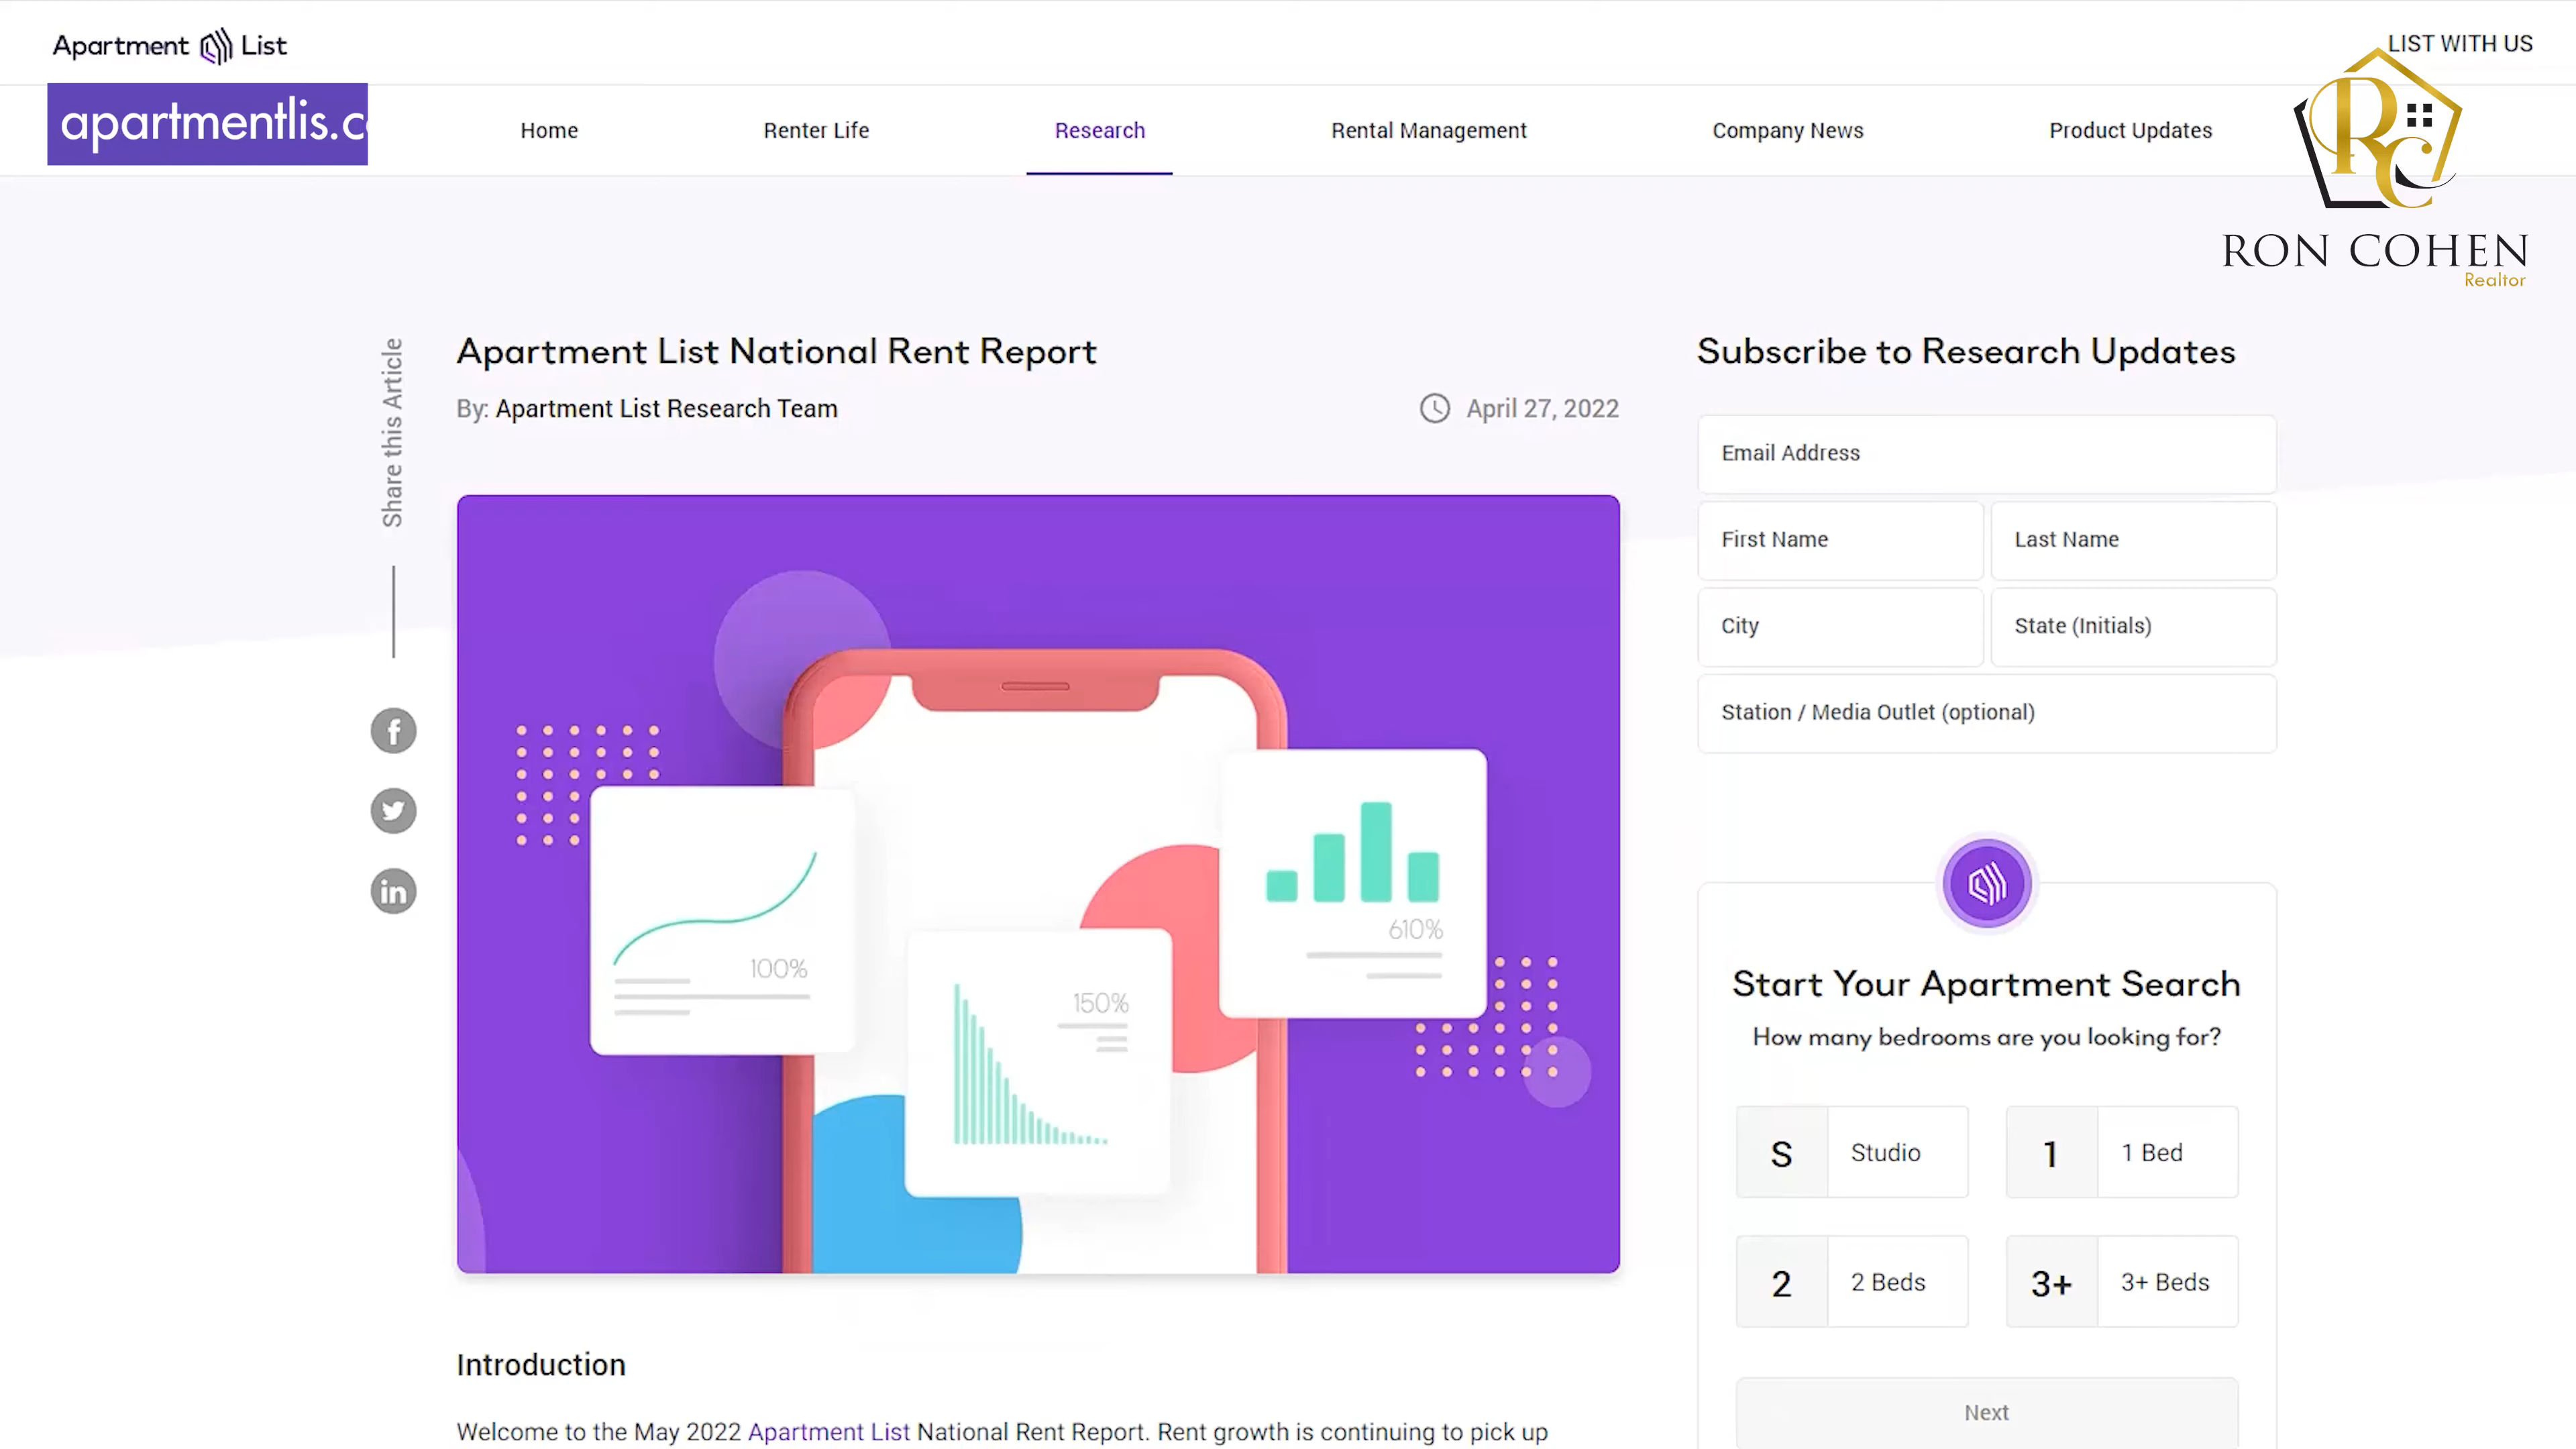 Apartment List
LIST WITH US
apartmentlis.c
Home
Renter Life
Research
Rental Management
Company News
Product Updates
RC
RON COHEN
Realtor
Share this Article
Apartment List National Rent Report
By: Apartment List Research Team
April 27, 2022
Subscribe to Research Updates
Email Address
First Name
Last Name
City
State (Initials)
Station / Media Outlet (optional)
100%
150%
610%
Start Your Apartment Search
How many bedrooms are you looking for?
S Studio
1 1 Bed
2 2 Beds
3+ 3+ Beds
Next
Introduction
Welcome to the May 2022 Apartment List National Rent Report. Rent growth is continuing to pick up